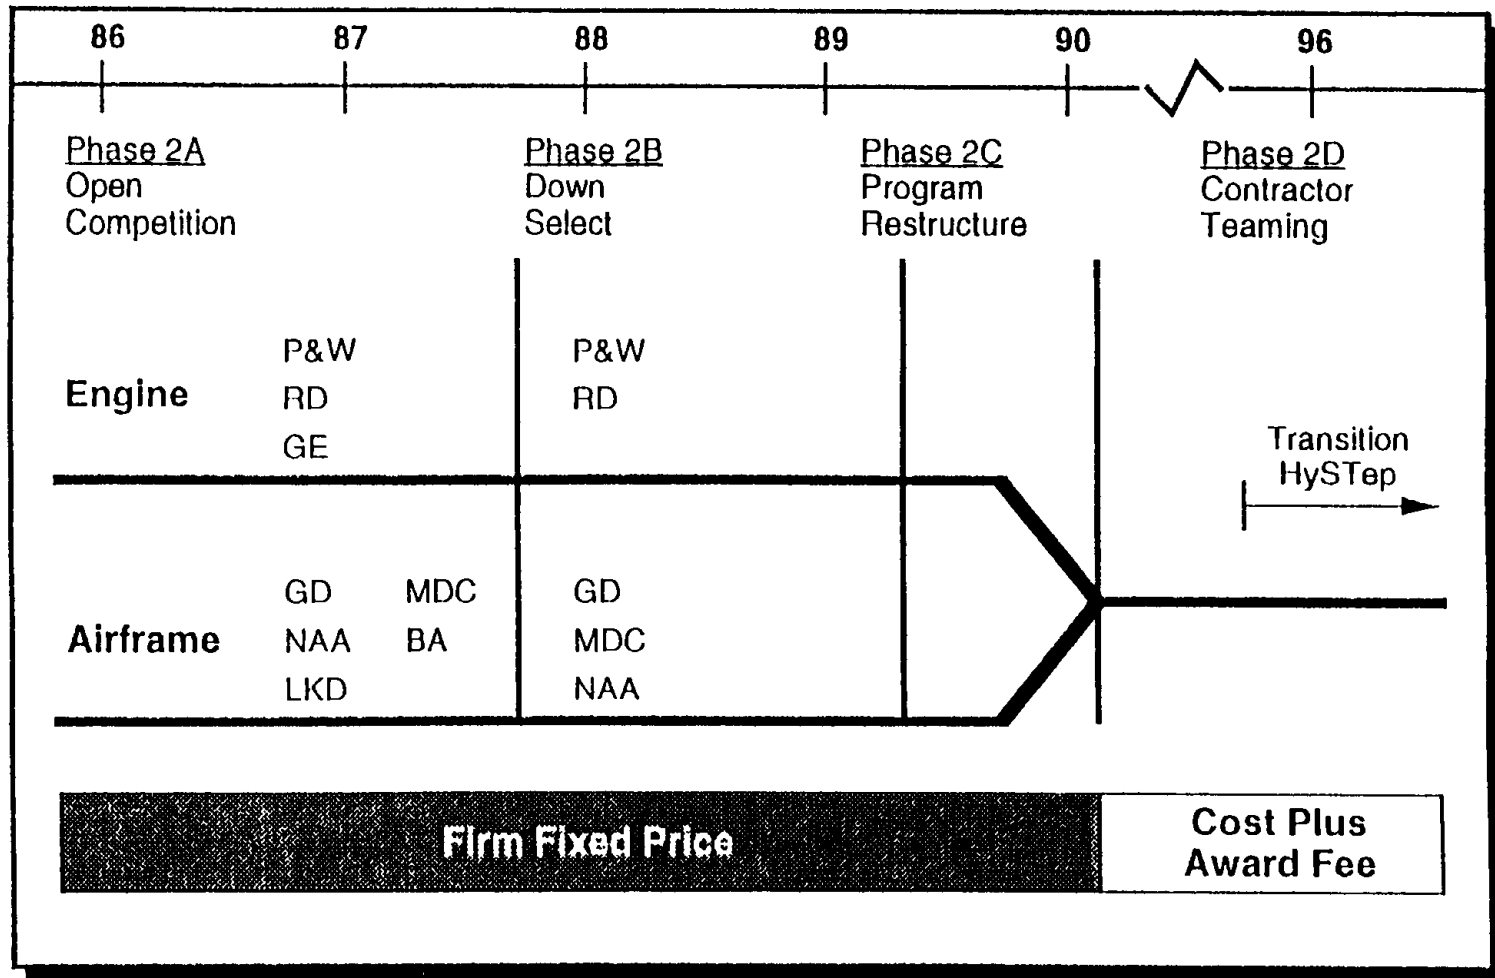 86 87 88 89 90 96
Phase 2A
Open
Competition
Phase 2B
Down
Select
Phase 2C
Program
Restructure
Phase 2D
Contractor
Teaming
Engine
P&W
RD
GE
P&W
RD
Transition
HySTep
Airframe
GD MDC
NAA BA
LKD
GD
MDC
NAA
Firm Fixed Price
Cost Plus
Award Fee